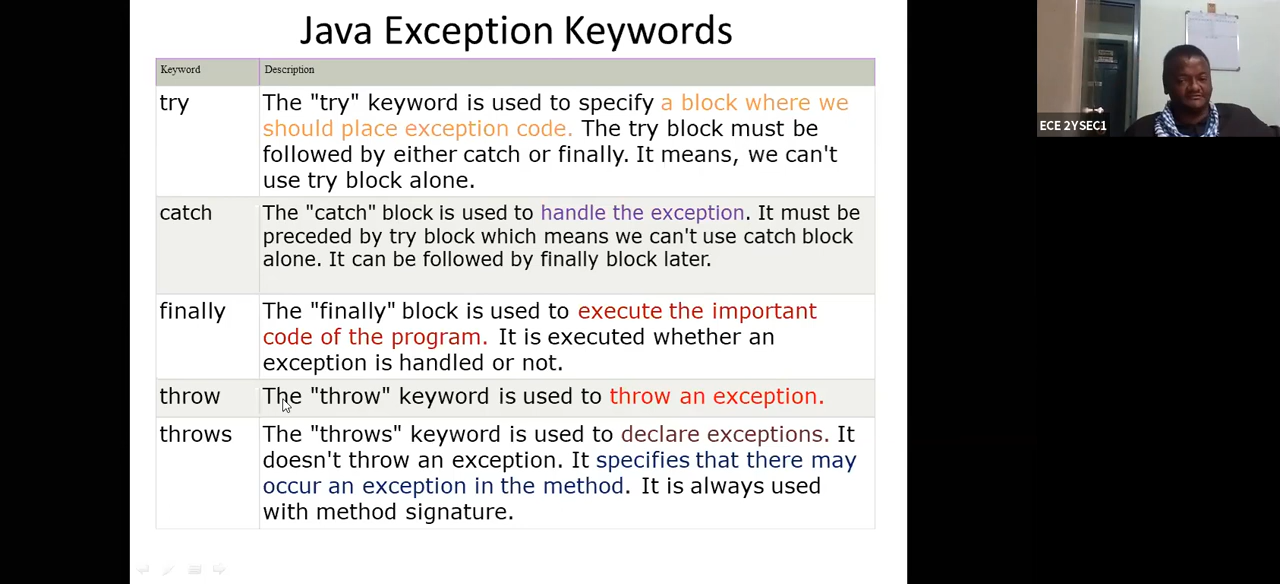 Java Exception Keywords
Keyword Description
try The "try" keyword is used to specify a block where we
should place exception code. The try block must be
followed by either catch or finally. It means, we can't
use try block alone.
catch The "catch" block is used to handle the exception. It must be
preceded by try block which means we can't use catch block
alone. It can be followed by finally block later.
finally The "finally" block is used to execute the important
code of the program. It is executed whether an
exception is handled or not.
throw The "throw" keyword is used to throw an exception.
throws The "throws" keyword is used to declare exceptions. It
doesn't throw an exception. It specifies that there may
occur an exception in the method. It is always used
with method signature.
ECE 2YSEC1